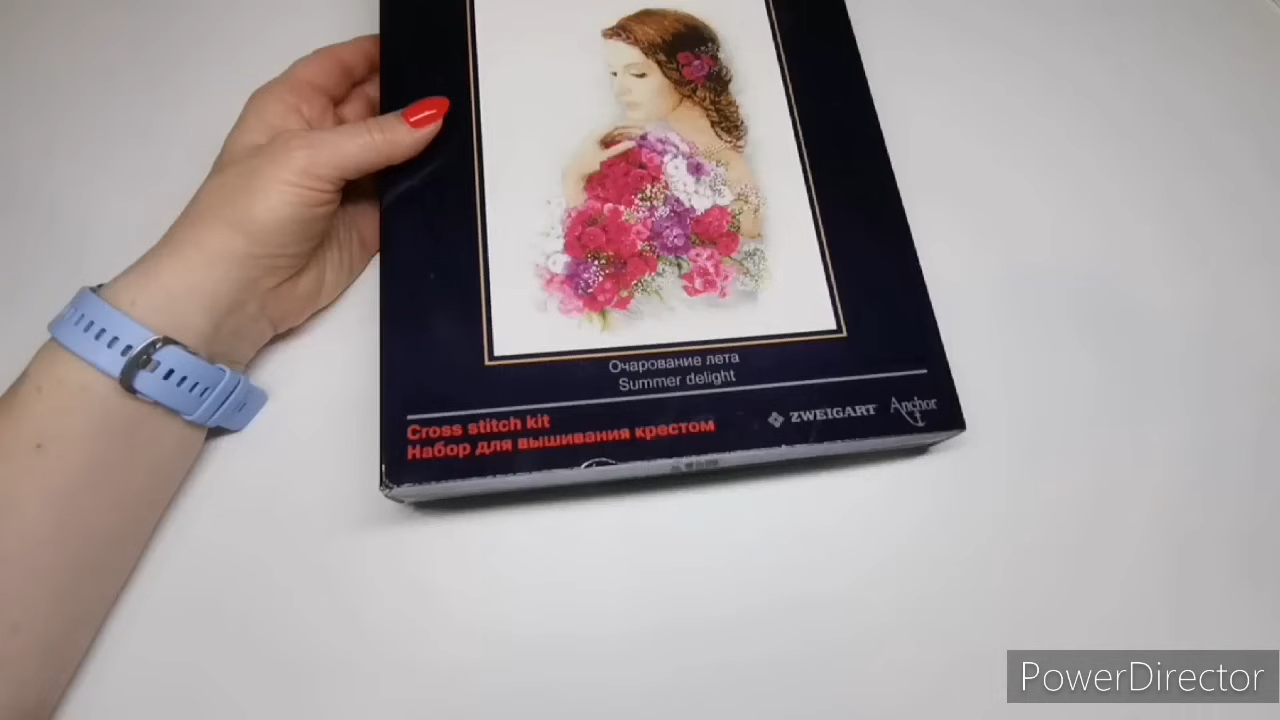 Очарование лета
Summer delight
Cross stitch kit
Набор для вышивания крестом
ZWEIGART
Anchor
PowerDirector